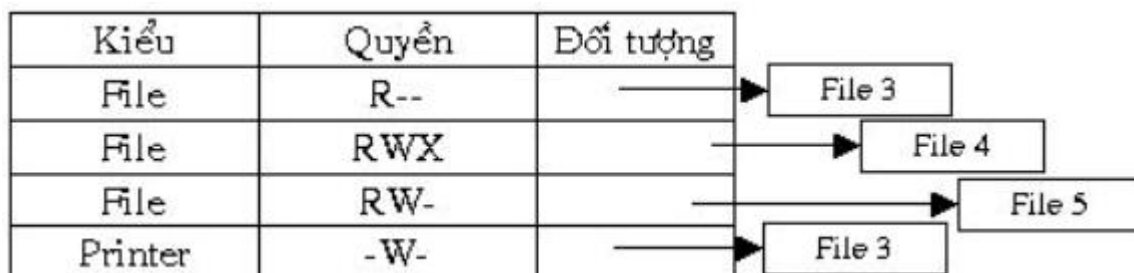 Kiểu Quyền Đối tượng
File R-- File 3
File RWX File 4
File RW- File 5
Printer -W- File 3